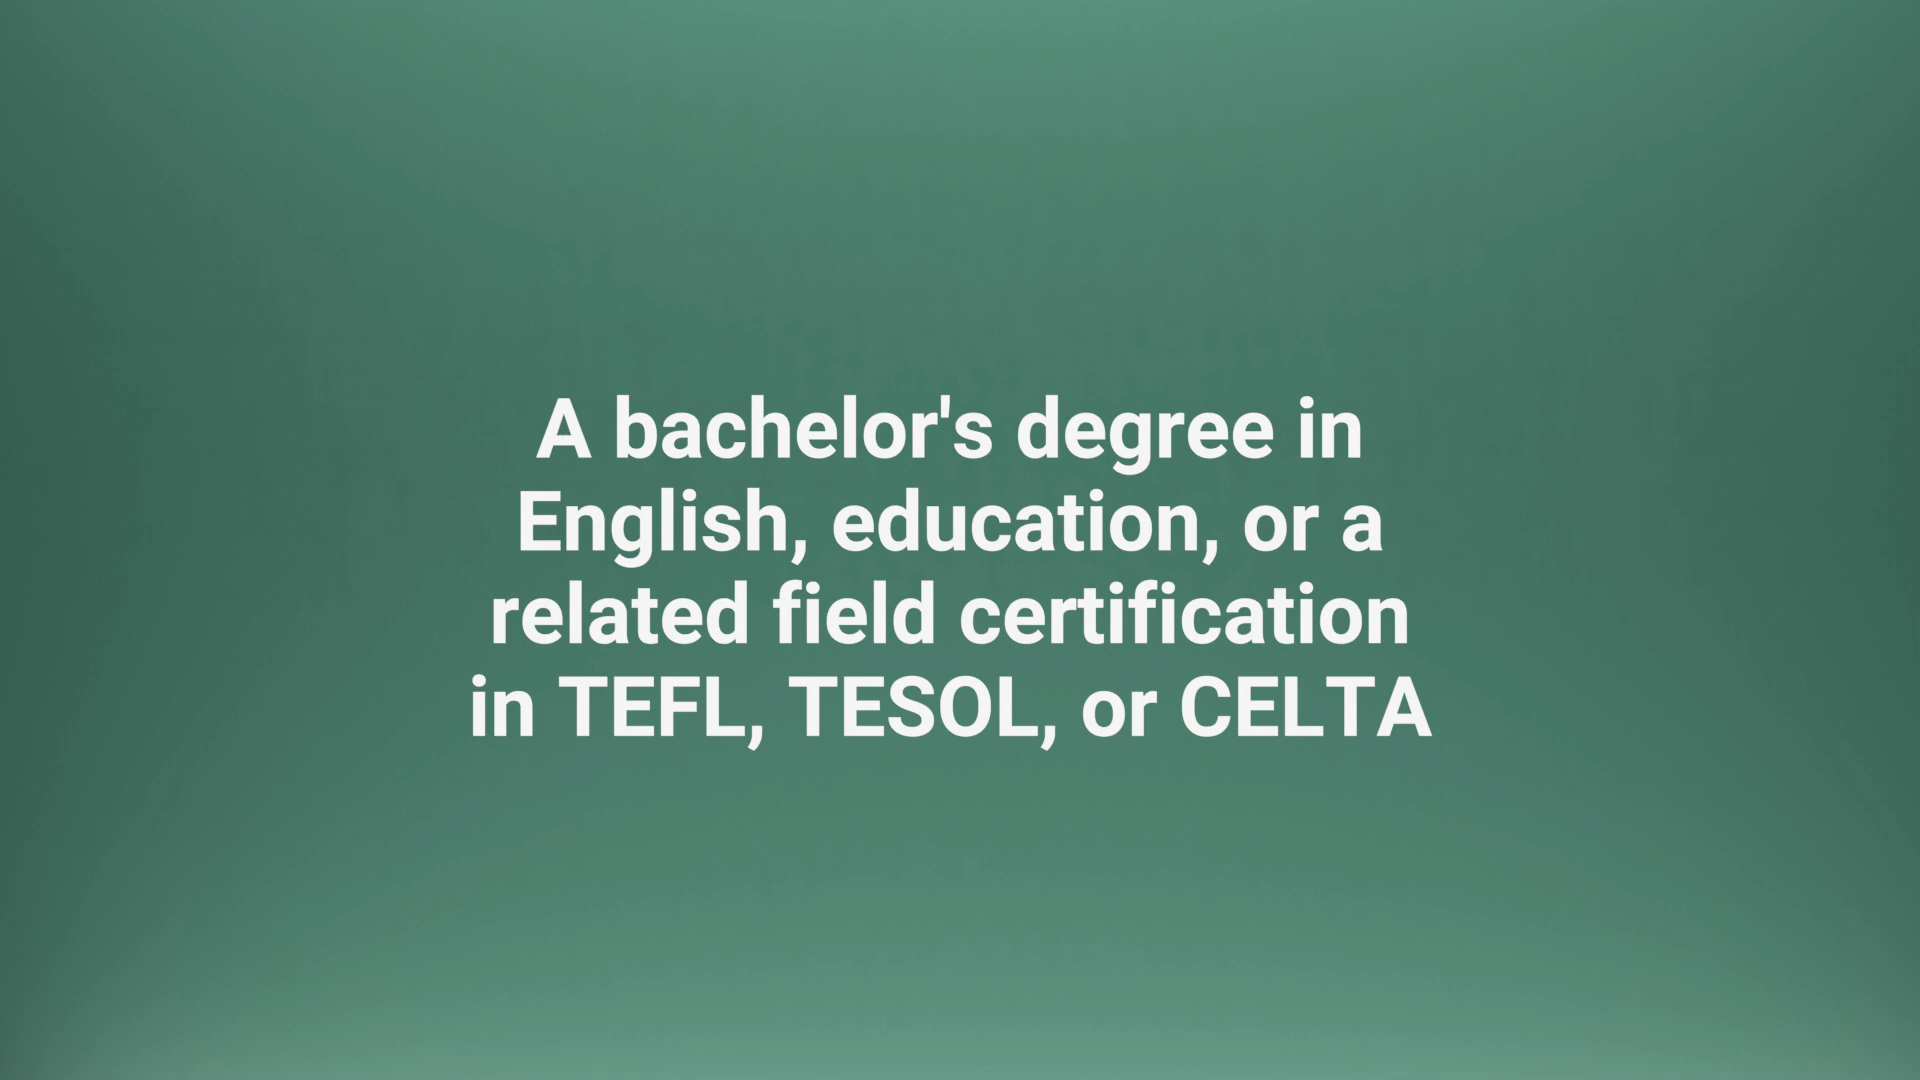 A bachelor's degree in
English, education, or a
related field certification
in TEFL, TESOL, or CELTA